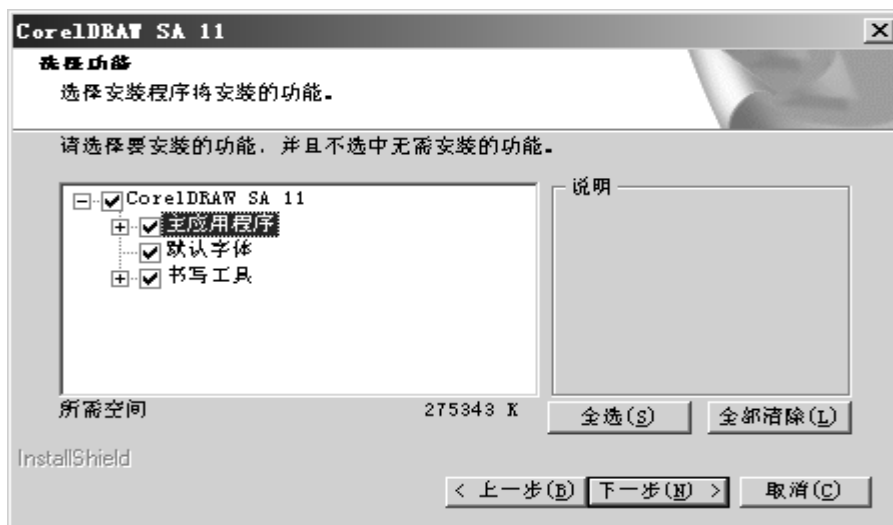 CorelDRAW SA 11
选择功能
选择安装程序将安装的功能。
请选择要安装的功能，并且不选中无需安装的功能。
CorelDRAW SA 11
主应用程序
默认字体
书写工具
说明
所需空间 275343 K
全选(S) 全部清除(L)
InstallShield
< 上一步(B) 下一步(N) > 取消(C)